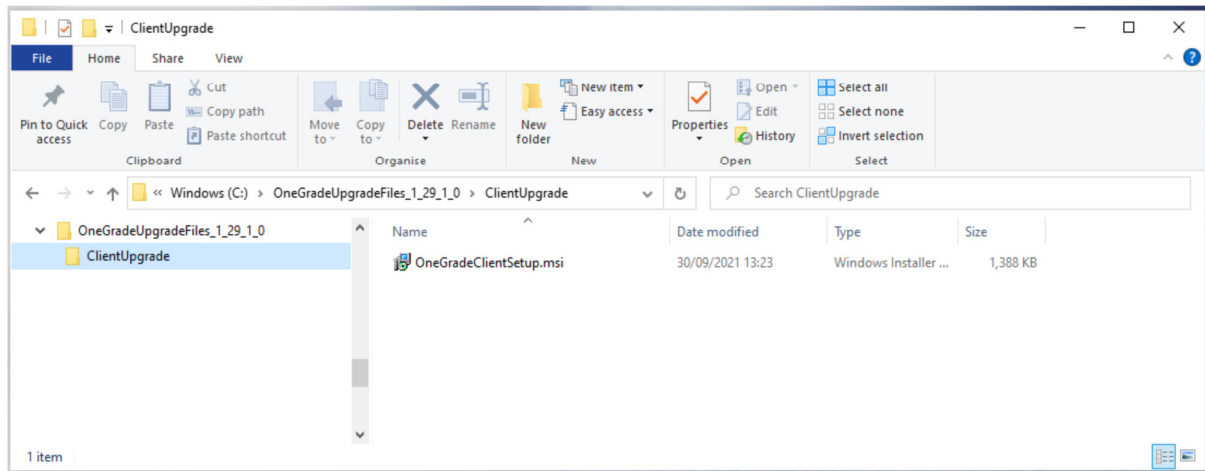 ClientUpgrade
File Home Share View
Pin to Quick access
Copy
Paste
Cut
Copy path
Paste shortcut
Clipboard
Move to
Copy to
Delete
Rename
Organise
New folder
New item
Easy access
New
Properties
Open
Edit
History
Open
Select all
Select none
Invert selection
Select
« Windows (C:) > OneGradeUpgradeFiles_1_29_1_0 > ClientUpgrade
Search ClientUpgrade
OneGradeUpgradeFiles_1_29_1_0
ClientUpgrade
Name Date modified Type Size
OneGradeClientSetup.msi 30/09/2021 13:23 Windows Installer ... 1,388 KB
1 item